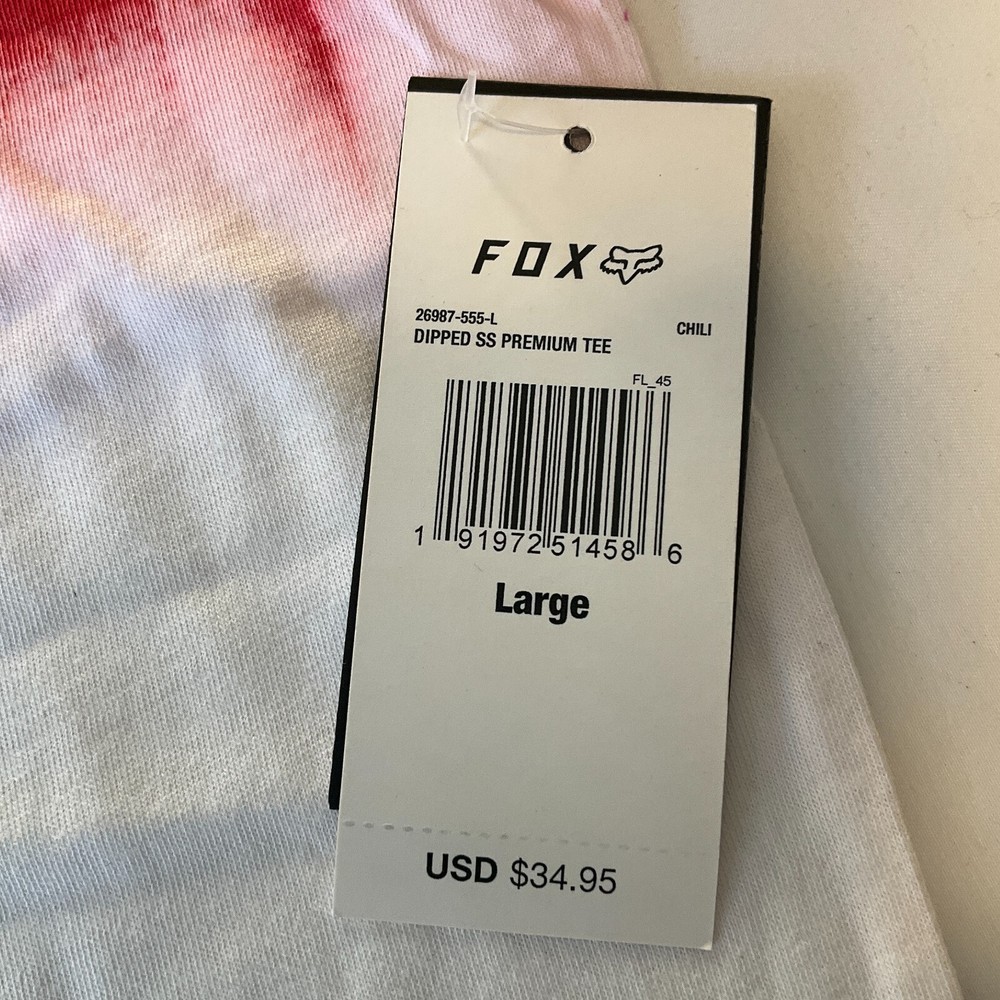 FOX
26987-555-L
CHILI
DIPPED SS PREMIUM TEE
FL_45
1 91972 51458 6
Large
USD $34.95